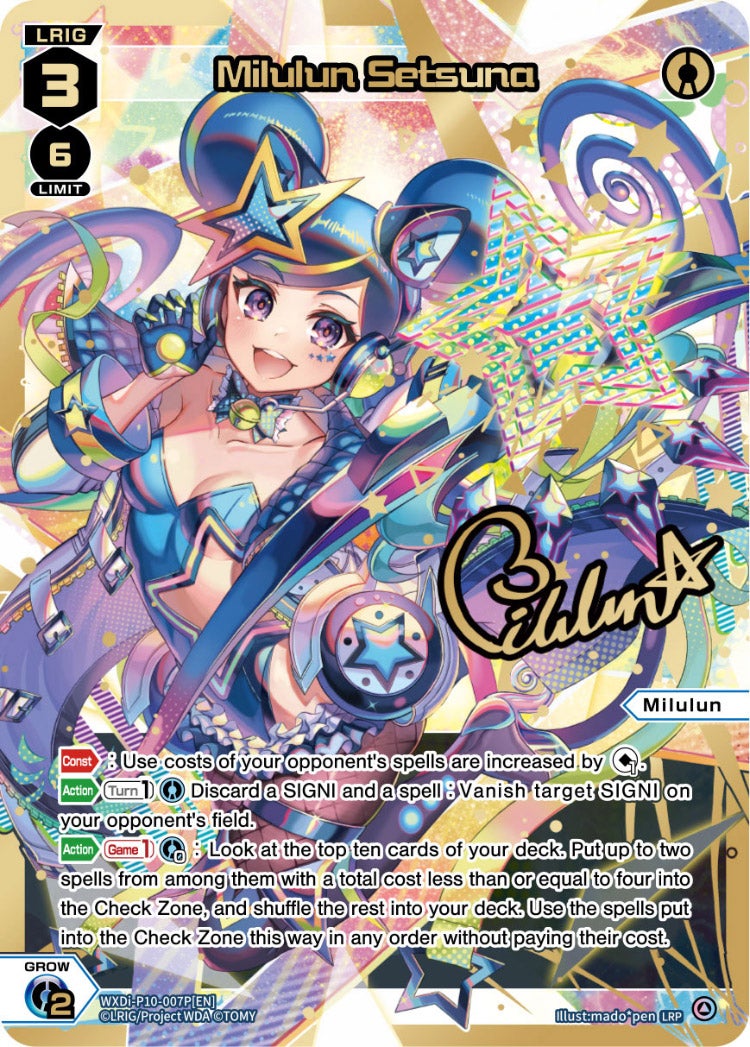 LRIG
3
Milulun Setsuna
6
LIMIT
Milulun☆
Milulun
Const : Use costs of your opponent's spells are increased by 1.
Action Turn 1 Discard a SIGNI and a spell : Vanish target SIGNI on
your opponent's field.
Action Game 1 0 : Look at the top ten cards of your deck. Put up to two
spells from among them with a total cost less than or equal to four into
the Check Zone, and shuffle the rest into your deck. Use the spells put
into the Check Zone this way in any order without paying their cost.
GROW
2
WXDi-P10-007P[EN]
©LRIG/Project WDA ©TOMY
Illust:mado*pen LRP